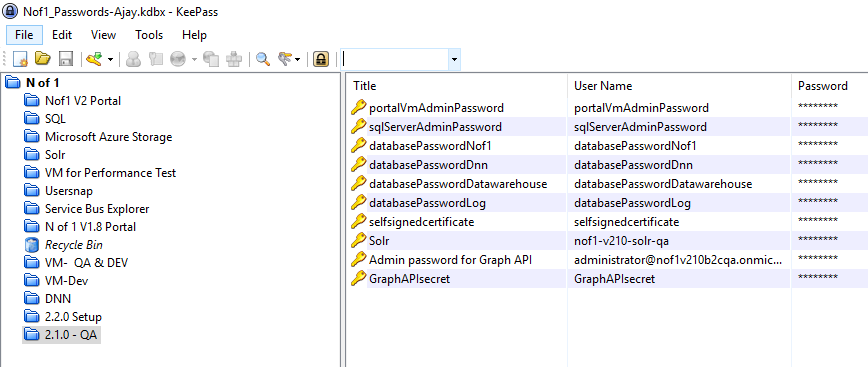 Nof1_Passwords-Ajay.kdbx - KeePass
File Edit View Tools Help
N of 1
Nof1 V2 Portal
SQL
Microsoft Azure Storage
Solr
VM for Performance Test
Usersnap
Service Bus Explorer
N of 1 V1.8 Portal
Recycle Bin
VM- QA & DEV
VM-Dev
DNN
2.2.0 Setup
2.1.0 - QA
Title User Name Password
portalVmAdminPassword portalVmAdminPassword ********
sqlServerAdminPassword sqlServerAdminPassword ********
databasePasswordNof1 databasePasswordNof1 ********
databasePasswordDnn databasePasswordDnn ********
databasePasswordDatawarehouse databasePasswordDatawarehouse ********
databasePasswordLog databasePasswordLog ********
selfsignedcertificate selfsignedcertificate ********
Solr nof1-v210-solr-qa ********
Admin password for Graph API administrator@nof1v210b2cqa.onmic... ********
GraphAPIsecret GraphAPIsecret ********